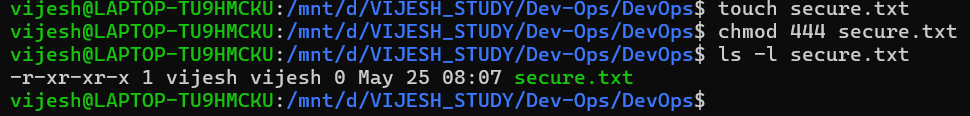 vijesh@LAPTOP-TU9HMCKU:/mnt/d/VIJESH_STUDY/Dev-Ops/DevOps$ touch secure.txt
vijesh@LAPTOP-TU9HMCKU:/mnt/d/VIJESH_STUDY/Dev-Ops/DevOps$ chmod 444 secure.txt
vijesh@LAPTOP-TU9HMCKU:/mnt/d/VIJESH_STUDY/Dev-Ops/DevOps$ ls -l secure.txt
-r-xr-xr-x 1 vijesh vijesh 0 May 25 08:07 secure.txt
vijesh@LAPTOP-TU9HMCKU:/mnt/d/VIJESH_STUDY/Dev-Ops/DevOps$